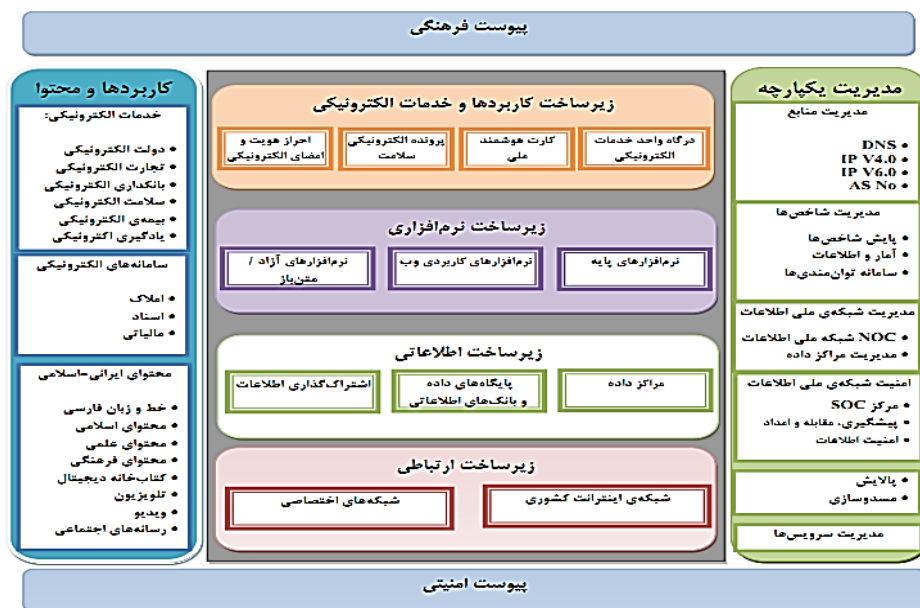 پیوست فرهنگی
مدیریت یکپارچه
مدیریت منابع
DNS •
IP V4.0 •
IP V6.0 •
AS No •
مدیریت شاخص‌ها
• پایش شاخص‌ها
• آمار و اطلاعات
• سامانه توان‌مندی‌ها
مدیریت شبکه‌ی ملی اطلاعات
• NOC شبکه ملی اطلاعات
• مدیریت مراکز داده
امنیت شبکه‌ی ملی اطلاعات
• مرکز SOC
• پیشگیری، مقابله و امداد
• امنیت اطلاعات
• پالایش
• مسدوسازی
مدیریت سرویس‌ها
زیرساخت کاربردها و خدمات الکترونیکی
درگاه واحد خدمات
الکترونیکی
کارت هوشمند
ملی
پرونده الکترونیکی
سلامت
احراز هویت و
امضای الکترونیکی
زیرساخت نرم‌افزاری
نرم‌افزارهای پایه
نرم‌افزارهای کاربردی وب
نرم‌افزارهای آزاد /
متن‌باز
زیرساخت اطلاعاتی
مراکز داده
پایگاه‌های داده
و بانک‌های اطلاعاتی
اشتراک‌گذاری اطلاعات
زیرساخت ارتباطی
شبکه‌ی اینترانت کشوری
شبکه‌های اختصاصی
کاربردها و محتوا
خدمات الکترونیکی:
• دولت الکترونیکی
• تجارت الکترونیکی
• بانکداری الکترونیکی
• سلامت الکترونیکی
• بیمه‌ی الکترونیکی
• یادگیری اکترونیکی
سامانه‌های الکترونیکی
• املاک
• اسناد
• مالیاتی
محتوای ایرانی-اسلامی
• خط و زبان فارسی
• محتوای اسلامی
• محتوای علمی
• محتوای فرهنگی
• کتاب‌خانه دیجیتال
• تلویزیون
• ویدیو
• رسانه‌های اجتماعی
پیوست امنیتی